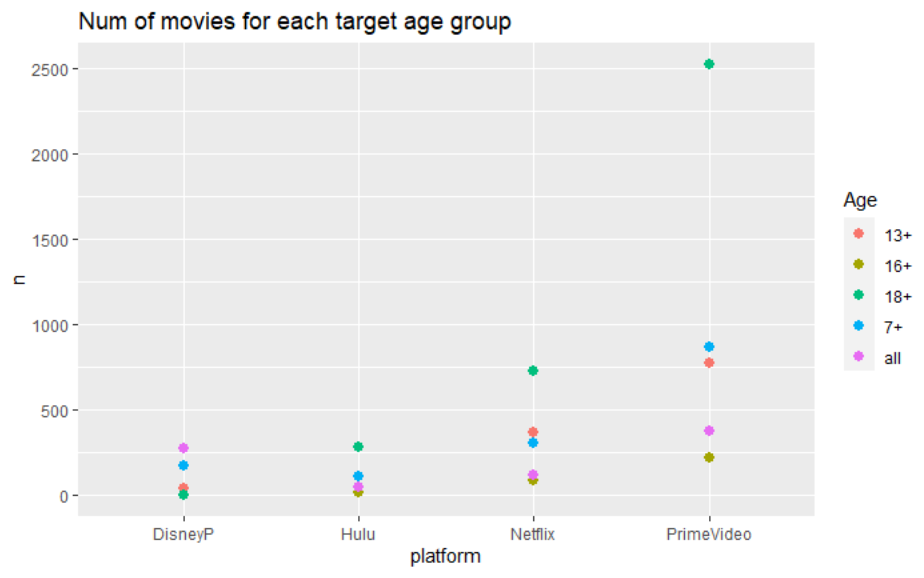 Num of movies for each target age group
2500
2000
1500
1000
500
0
n
DisneyP Hulu Netflix PrimeVideo
platform
Age
13+
16+
18+
7+
all